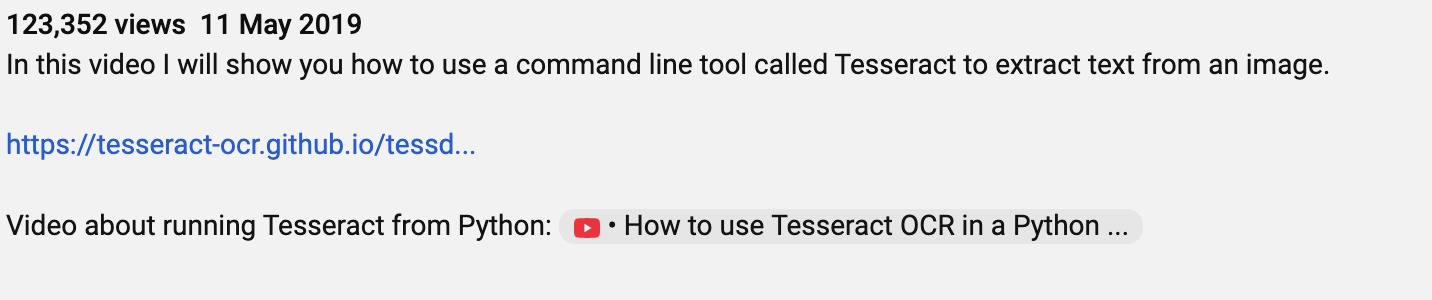 123,352 views  11 May 2019
In this video I will show you how to use a command line tool called Tesseract to extract text from an image.
https://tesseract-ocr.github.io/tessd...
Video about running Tesseract from Python: • How to use Tesseract OCR in a Python ...